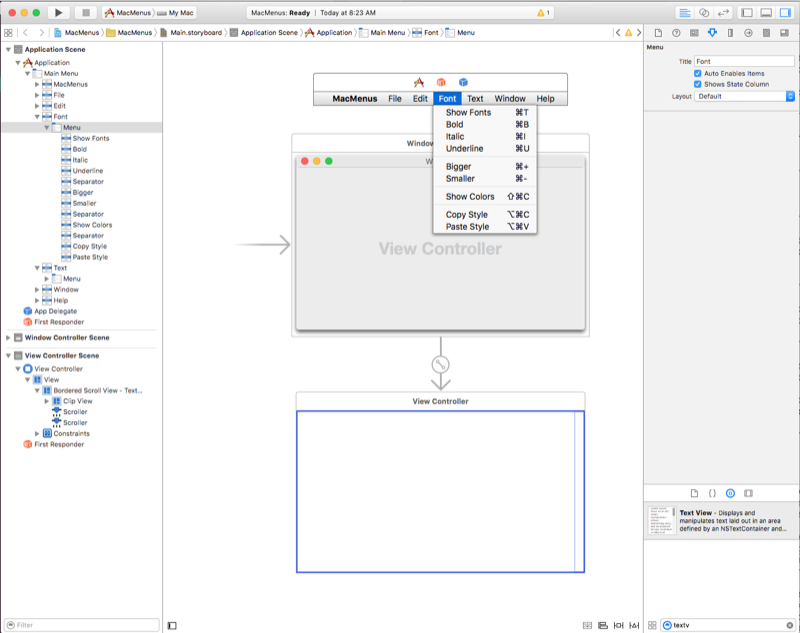 MacMenus My Mac
MacMenus: Ready | Today at 8:23 AM
1
MacMenus MacMenus Main.storyboard Application Scene Application Main Menu Font Menu
Application Scene
Application
Main Menu
MacMenus
File
Edit
Font
Menu
Show Fonts
Bold
Italic
Underline
Separator
Bigger
Smaller
Separator
Show Colors
Separator
Copy Style
Paste Style
Text
Menu
Window
Help
App Delegate
First Responder
Window Controller Scene
View Controller Scene
View Controller
View
Bordered Scroll View - Text...
Clip View
Scroller
Scroller
Constraints
First Responder
Filter
MacMenus File Edit Font Text Window Help
Show Fonts ⌘T
Bold ⌘B
Italic ⌘I
Underline ⌘U
Bigger ⌘+
Smaller ⌘-
Show Colors ⇧⌘C
Copy Style ⌥⌘C
Paste Style ⌥⌘V
Window
W
View Controller
View Controller
Menu
Title Font
Auto Enables Items
Shows State Column
Layout Default
Text View - Displays and
manipulates text laid out in an area
defined by an NSTextContainer and...
textv